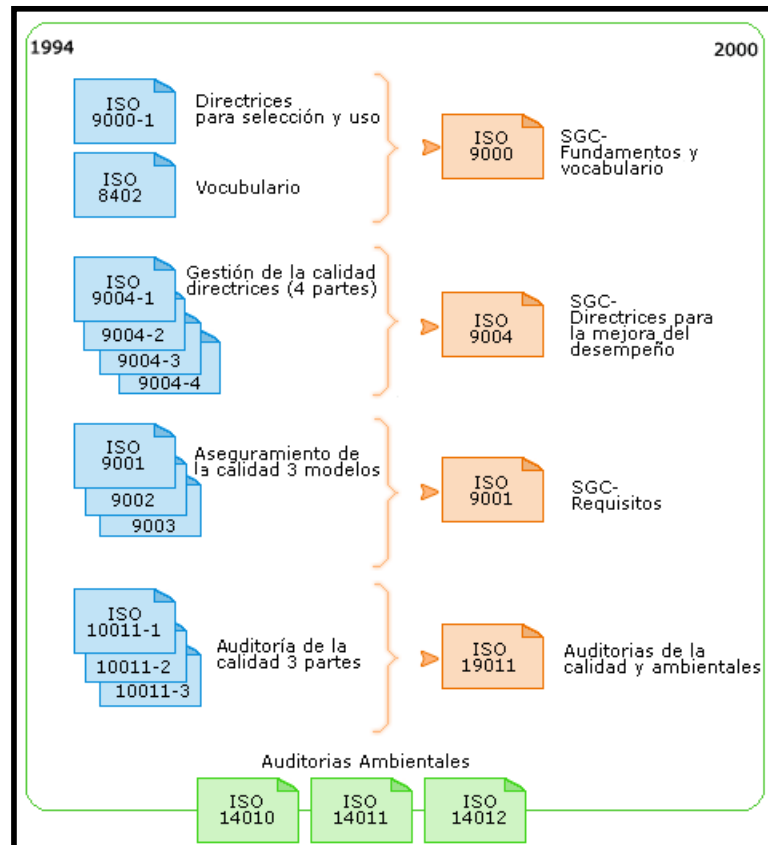 1994
2000
ISO
9000-1
Directrices
para selección y uso
ISO
8402
Vocubulario
ISO
9000
SGC-
Fundamentos y
vocabulario
ISO
9004-1
9004-2
9004-3
9004-4
Gestión de la calidad
directrices (4 partes)
ISO
9004
SGC-
Directrices para
la mejora del
desempeño
ISO
9001
9002
9003
Aseguramiento de
la calidad 3 modelos
ISO
9001
SGC-
Requisitos
ISO
10011-1
10011-2
10011-3
Auditoría de la
calidad 3 partes
ISO
19011
Auditorias de la
calidad y ambientales
Auditorias Ambientales
ISO
14010
ISO
14011
ISO
14012